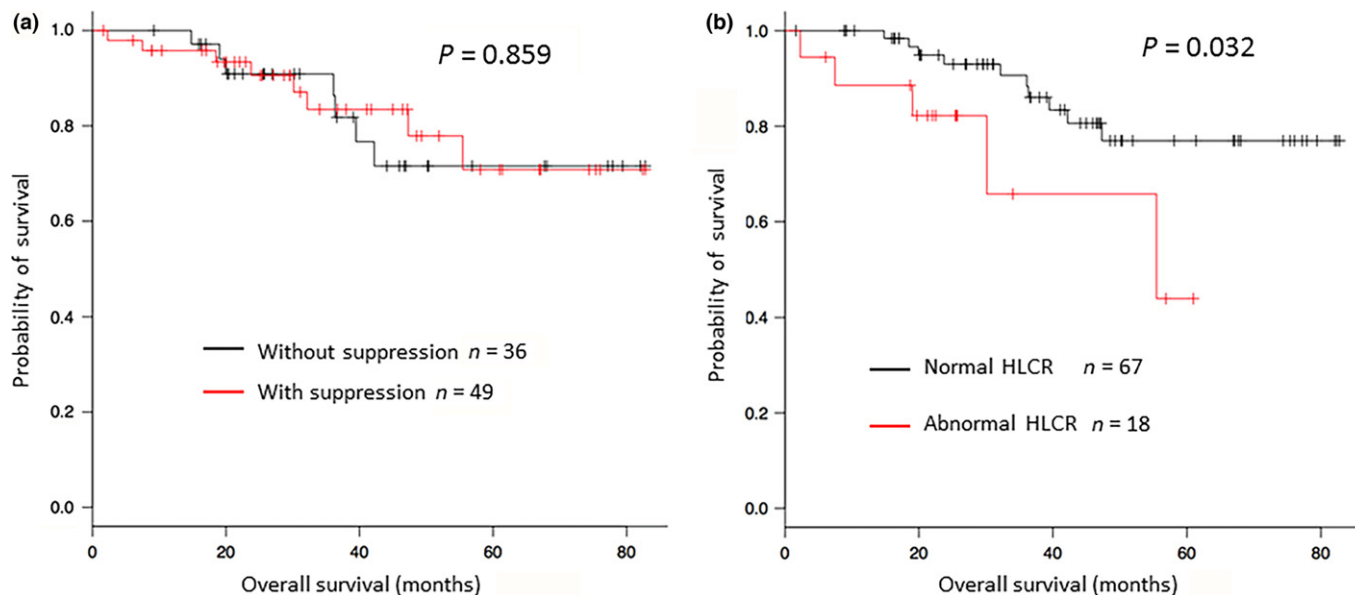 (a)
P = 0.859
1.0
0.8
0.6
0.4
0.2
0.0
Probability of survival
Without suppression n = 36
With suppression n = 49
0 20 40 60 80
Overall survival (months)
(b)
P = 0.032
1.0
0.8
0.6
0.4
0.2
0.0
Probability of survival
Normal HLCR n = 67
Abnormal HLCR n = 18
0 20 40 60 80
Overall survival (months)